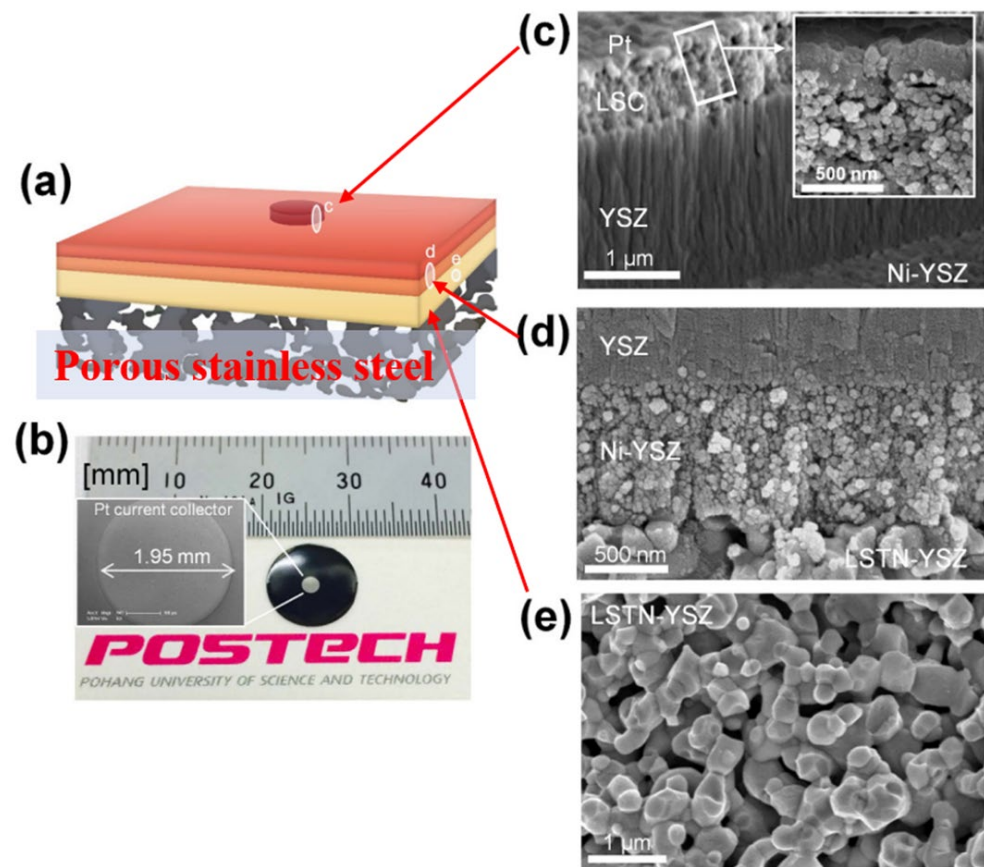 (a)
c
d
e
Porous stainless steel
(b)
[mm]
10
20
30
40
IG
Pt current collector
1.95 mm
POSTECH
POHANG UNIVERSITY OF SCIENCE AND TECHNOLOGY
(c)
Pt
LSC
YSZ
1 µm
Ni-YSZ
500 nm
(d)
YSZ
Ni-YSZ
500 nm
LSTN-YSZ
(e)
LSTN-YSZ
1 µm